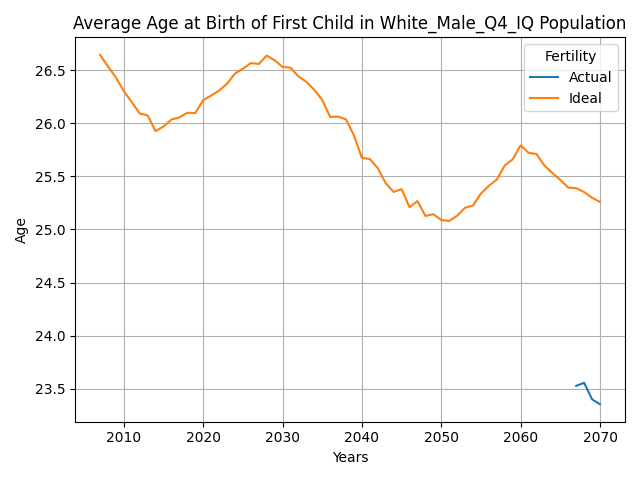 Average Age at Birth of First Child in White_Male_Q4_IQ Population
Fertility
Actual
Ideal
Age
26.5
26.0
25.5
25.0
24.5
24.0
23.5
2010 2020 2030 2040 2050 2060 2070
Years